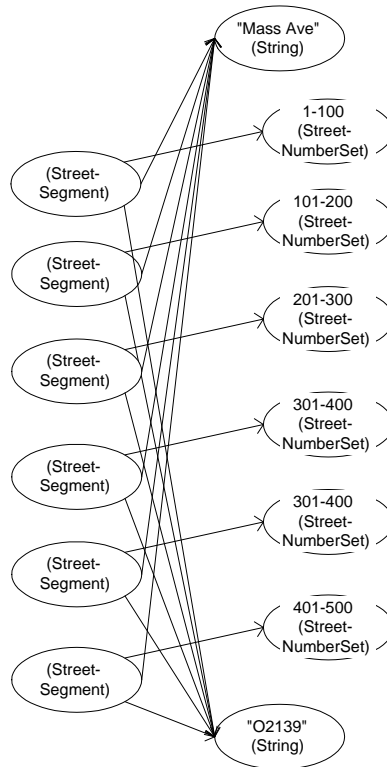 "Mass Ave"
(String)
1-100
(Street-
NumberSet)
(Street-
Segment)
101-200
(Street-
NumberSet)
(Street-
Segment)
201-300
(Street-
NumberSet)
(Street-
Segment)
301-400
(Street-
NumberSet)
(Street-
Segment)
301-400
(Street-
NumberSet)
(Street-
Segment)
401-500
(Street-
NumberSet)
(Street-
Segment)
"O2139"
(String)